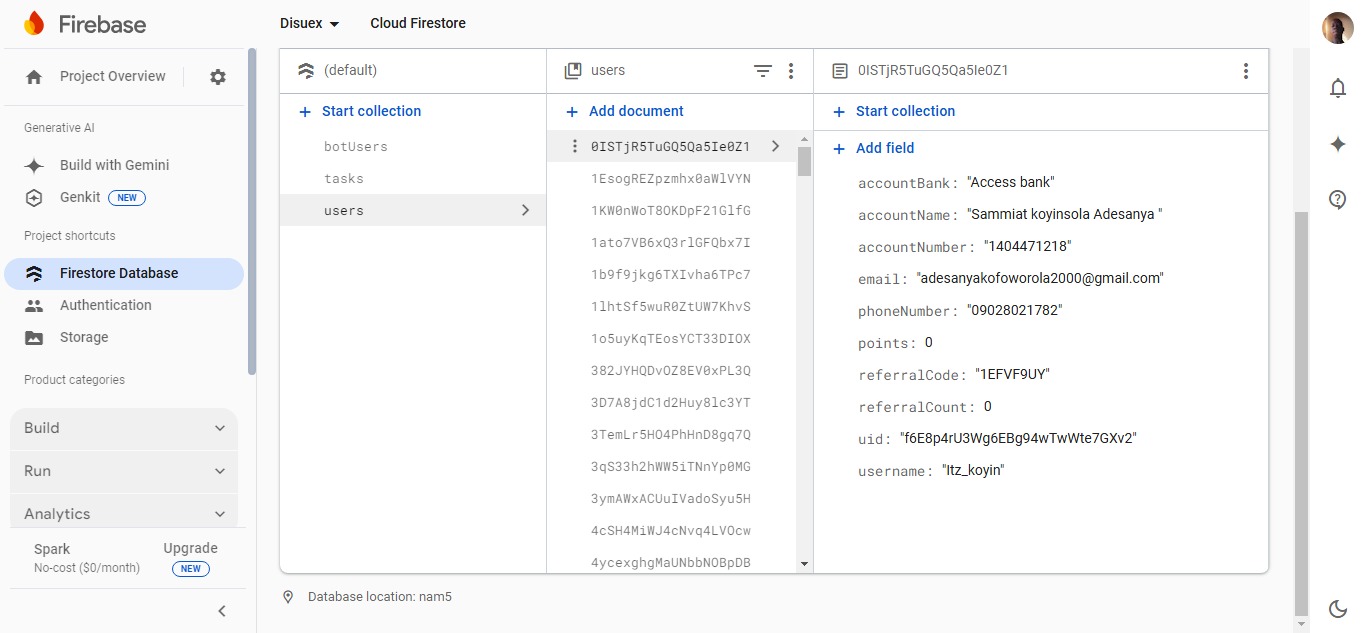 Firebase
Disuex
Cloud Firestore
Project Overview
Generative AI
Build with Gemini
Genkit NEW
Project shortcuts
Firestore Database
Authentication
Storage
Product categories
Build
Run
Analytics
Spark
No-cost ($0/month)
Upgrade
NEW
(default)
+ Start collection
botUsers
tasks
users
users
+ Add document
0ISTjR5TuGQ5Qa5Ie0Z1
1EsogREZpzmhx0aWlVYN
1KW0nWoT8OKDpF21GlfG
1ato7VB6xQ3rlGFQbx7I
1b9f9jkg6TXIvha6TPc7
1lhtSf5wuR0ZtUW7KhvS
1o5uyKqTEosYCT33DIOX
382JYHQDvOZ8EV0xPL3Q
3D7A8jdC1d2Huy8lc3YT
3TemLr5HO4PhHnD8gq7Q
3qS33h2hWW5iTNnYp0MG
3ymAWxACUuIVadoSyu5H
4cSH4MiWJ4cNvq4LVOcw
4ycexghgMaUNbbNOBpDB
0ISTjR5TuGQ5Qa5Ie0Z1
+ Start collection
+ Add field
accountBank: "Access bank"
accountName: "Sammiat koyinsola Adesanya "
accountNumber: "1404471218"
email: "adesanyakofoworola2000@gmail.com"
phoneNumber: "09028021782"
points: 0
referralCode: "1EFVF9UY"
referralCount: 0
uid: "f6E8p4rU3Wg6EBg94wTwWte7GXv2"
username: "Itz_koyin"
Database location: nam5